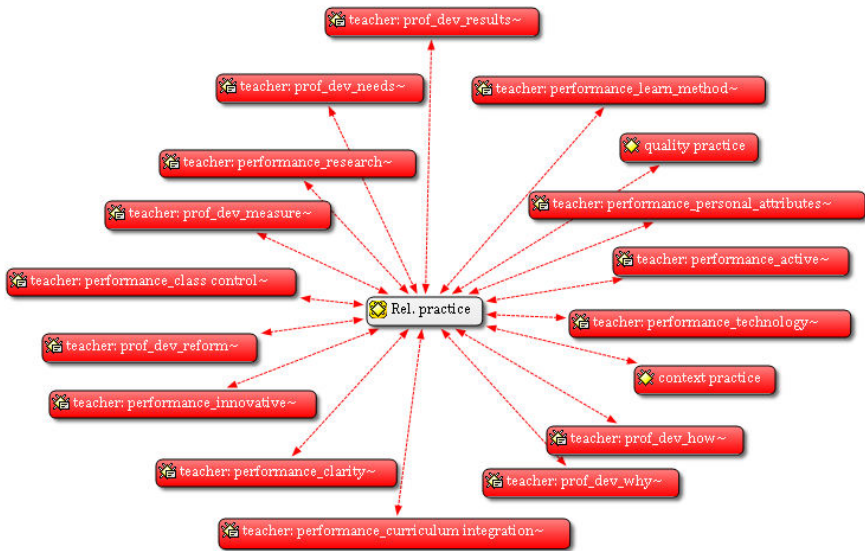 teacher: prof_dev_results~
teacher: prof_dev_needs~
teacher: performance_learn_method~
quality practice
teacher: performance_research~
teacher: performance_personal_attributes~
teacher: prof_dev_measure~
teacher: performance_active~
teacher: performance_class control~
Rel. practice
teacher: performance_technology~
teacher: prof_dev_reform~
context practice
teacher: performance_innovative~
teacher: prof_dev_how~
teacher: performance_clarity~
teacher: prof_dev_why~
teacher: performance_curriculum integration~